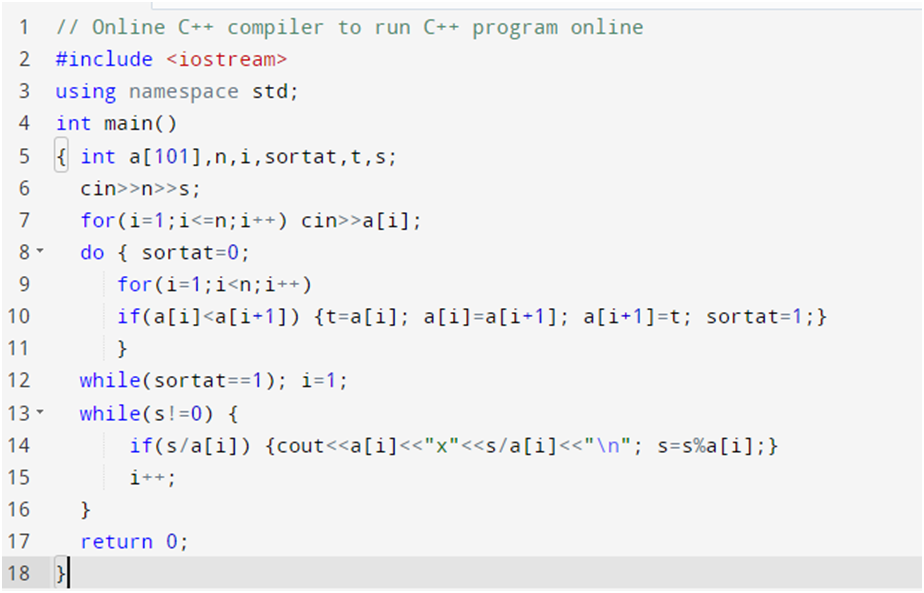 1 // Online C++ compiler to run C++ program online
2 #include <iostream>
3 using namespace std;
4 int main()
5 { int a[101],n,i,sortat,t,s;
6 cin>>n>>s;
7 for(i=1;i<=n;i++) cin>>a[i];
8 do { sortat=0;
9 for(i=1;i<n;i++)
10 if(a[i]<a[i+1]) {t=a[i]; a[i]=a[i+1]; a[i+1]=t; sortat=1;}
11 }
12 while(sortat==1); i=1;
13 while(s!=0) {
14 if(s/a[i]) {cout<<a[i]<<"x"<<s/a[i]<<"\n"; s=s%a[i];}
15 i++;
16 }
17 return 0;
18 }